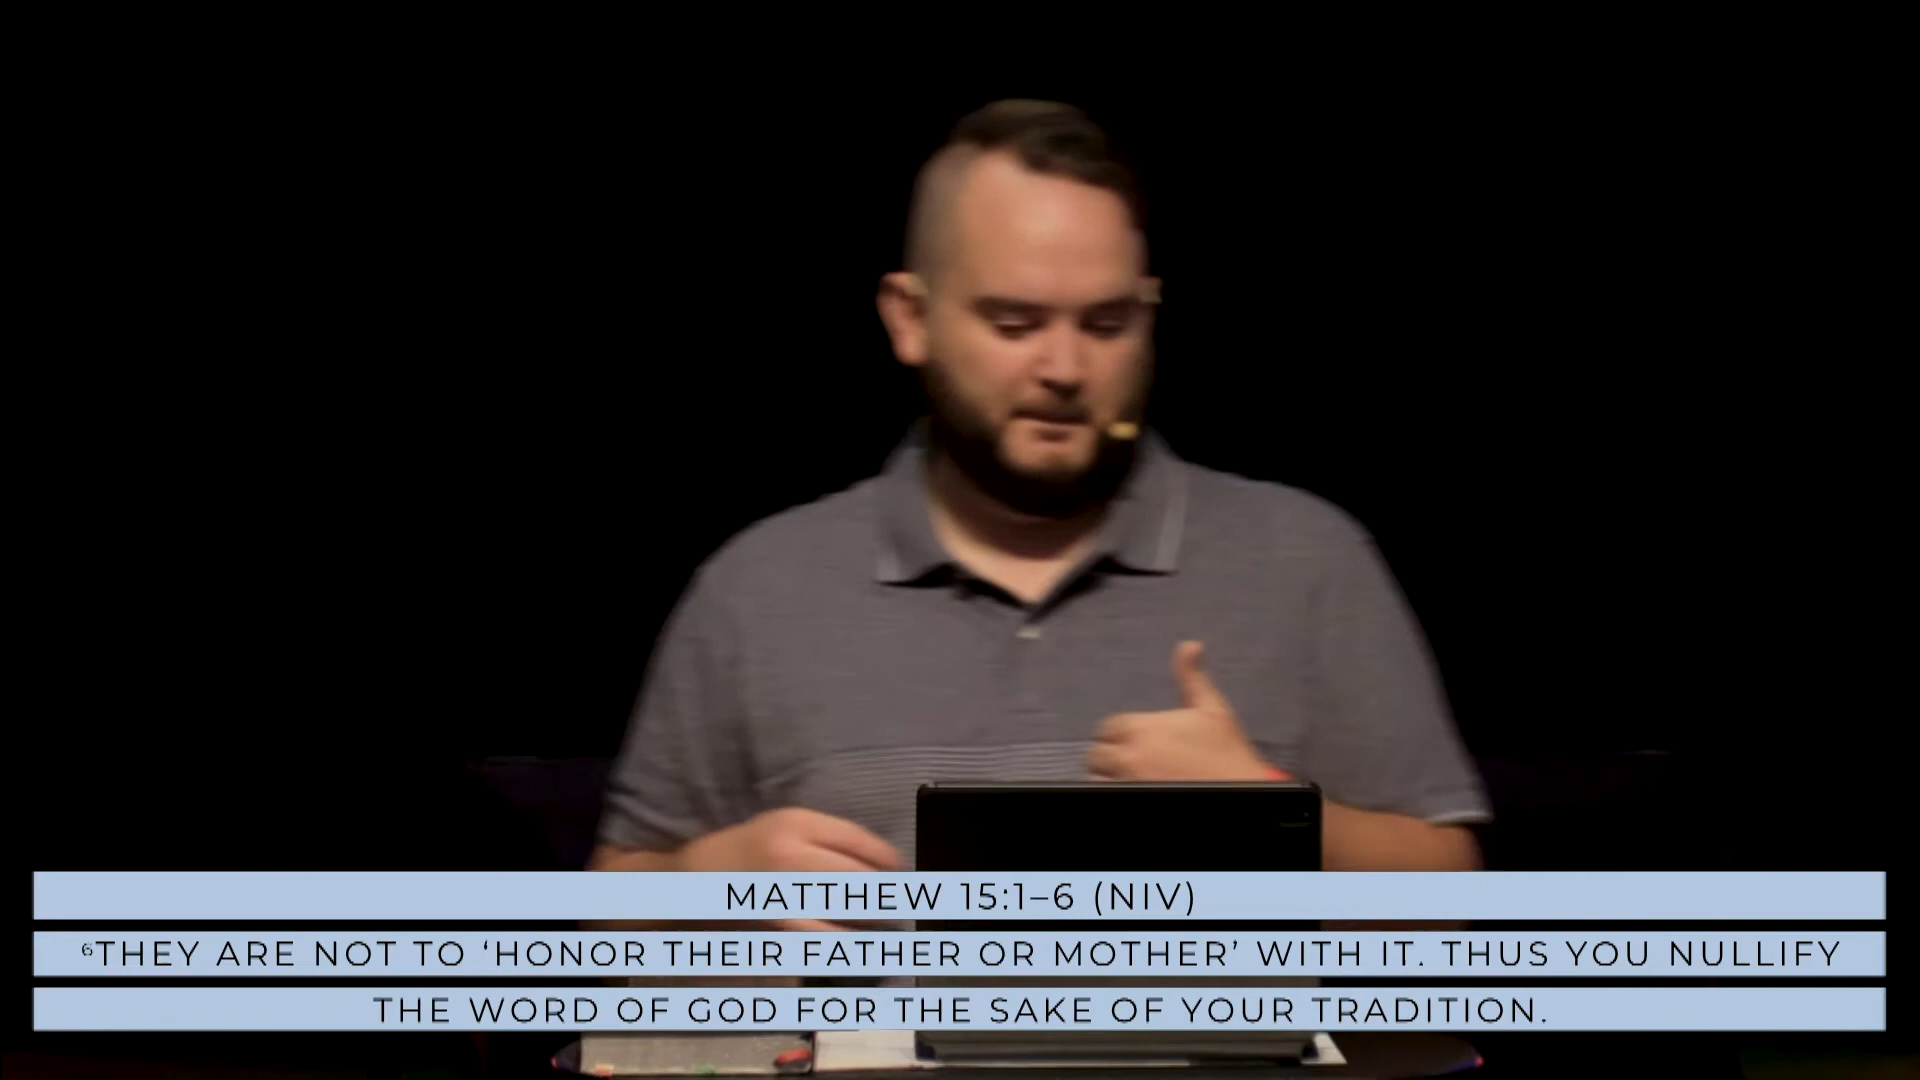 MATTHEW 15:1–6 (NIV)
⁶THEY ARE NOT TO ‘HONOR THEIR FATHER OR MOTHER’ WITH IT. THUS YOU NULLIFY
THE WORD OF GOD FOR THE SAKE OF YOUR TRADITION.